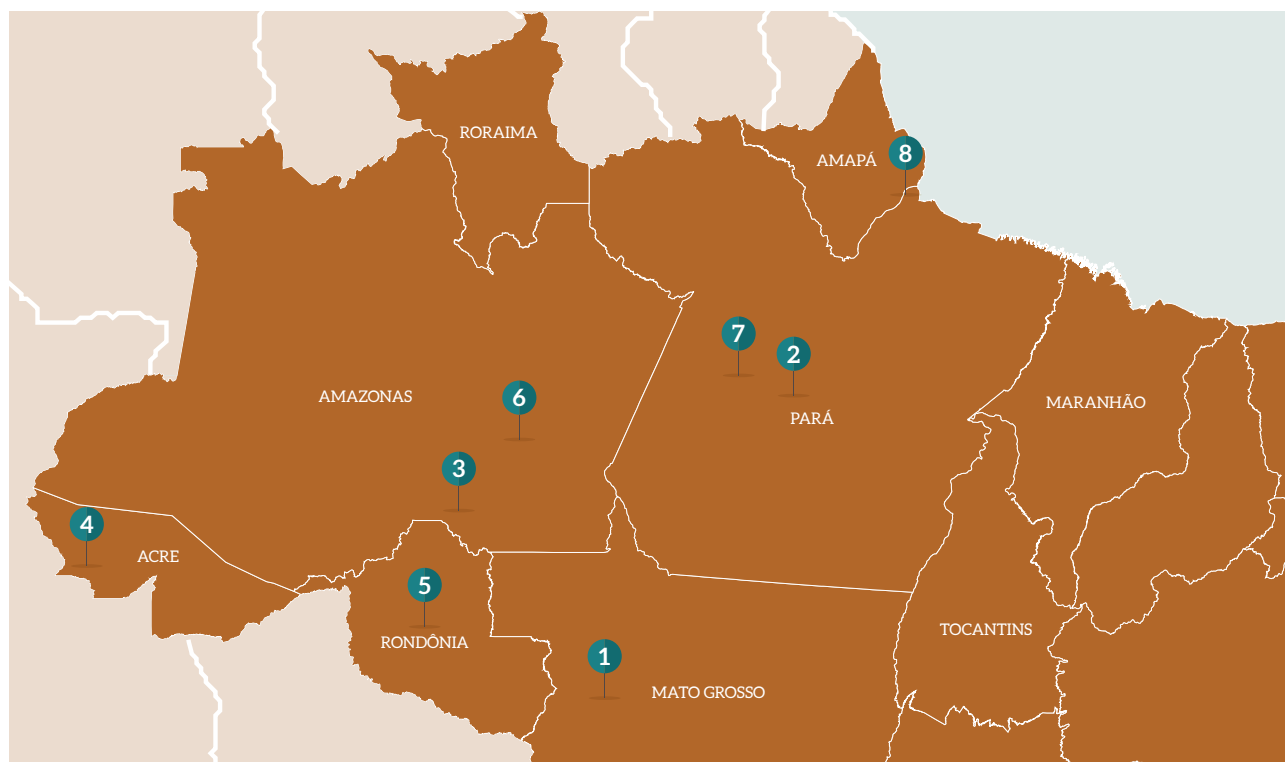 RORAIMA
AMAPÁ
8
7
2
AMAZONAS
6
PARÁ
MARANHÃO
3
4
ACRE
5
RONDÔNIA
TOCANTINS
1
MATO GROSSO